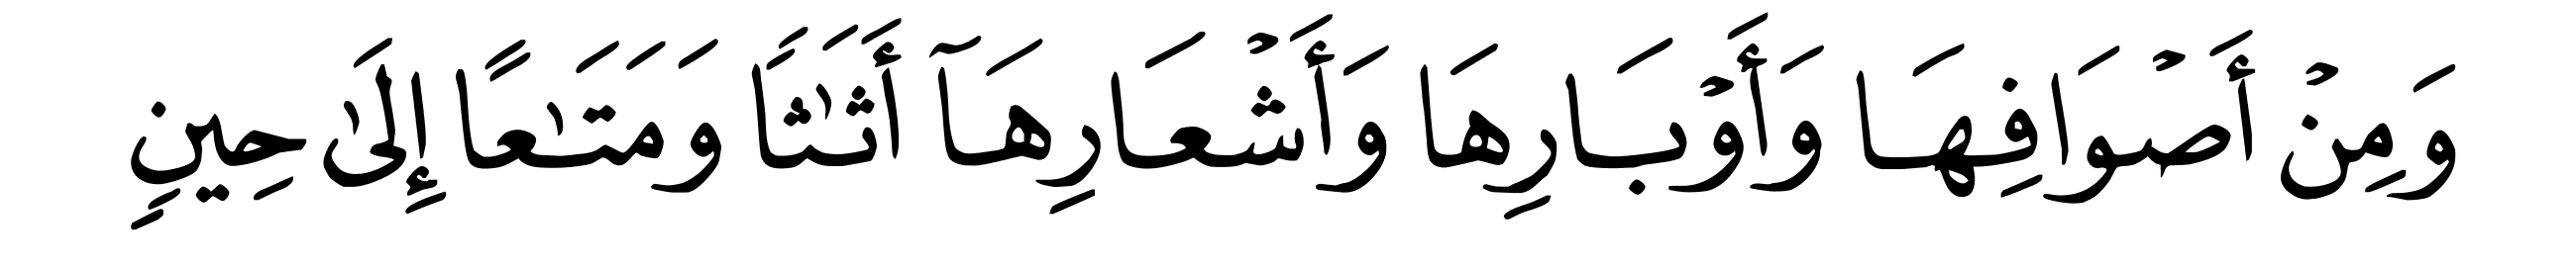 وَمِنْ أَصْوَافِهَا وَأَوْبَارِهَا وَأَشْعَارِهَآ أَثَٰثًا وَمَتَٰعًا إِلَىٰ حِينٍ